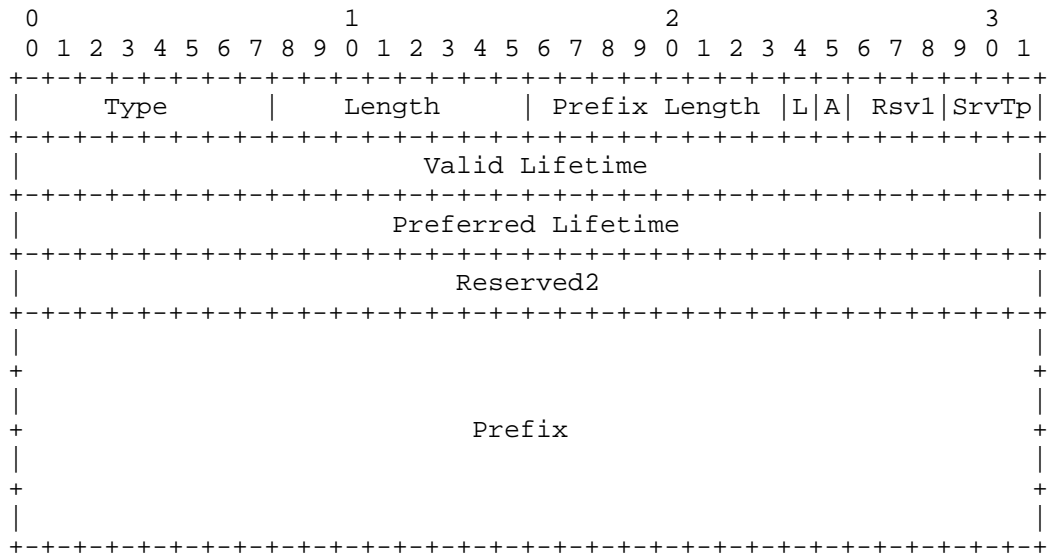 0                   1                   2                   3
 0 1 2 3 4 5 6 7 8 9 0 1 2 3 4 5 6 7 8 9 0 1 2 3 4 5 6 7 8 9 0 1
+-+-+-+-+-+-+-+-+-+-+-+-+-+-+-+-+-+-+-+-+-+-+-+-+-+-+-+-+-+-+-+-+
|     Type      |    Length     | Prefix Length |L|A| Rsv1|SrvTp|
+-+-+-+-+-+-+-+-+-+-+-+-+-+-+-+-+-+-+-+-+-+-+-+-+-+-+-+-+-+-+-+-+
|                         Valid Lifetime                        |
+-+-+-+-+-+-+-+-+-+-+-+-+-+-+-+-+-+-+-+-+-+-+-+-+-+-+-+-+-+-+-+-+
|                       Preferred Lifetime                      |
+-+-+-+-+-+-+-+-+-+-+-+-+-+-+-+-+-+-+-+-+-+-+-+-+-+-+-+-+-+-+-+-+
|                           Reserved2                           |
+-+-+-+-+-+-+-+-+-+-+-+-+-+-+-+-+-+-+-+-+-+-+-+-+-+-+-+-+-+-+-+-+
|                                                               |
+                                                               +
|                                                               |
+                            Prefix                             +
|                                                               |
+                                                               +
|                                                               |
+-+-+-+-+-+-+-+-+-+-+-+-+-+-+-+-+-+-+-+-+-+-+-+-+-+-+-+-+-+-+-+-+